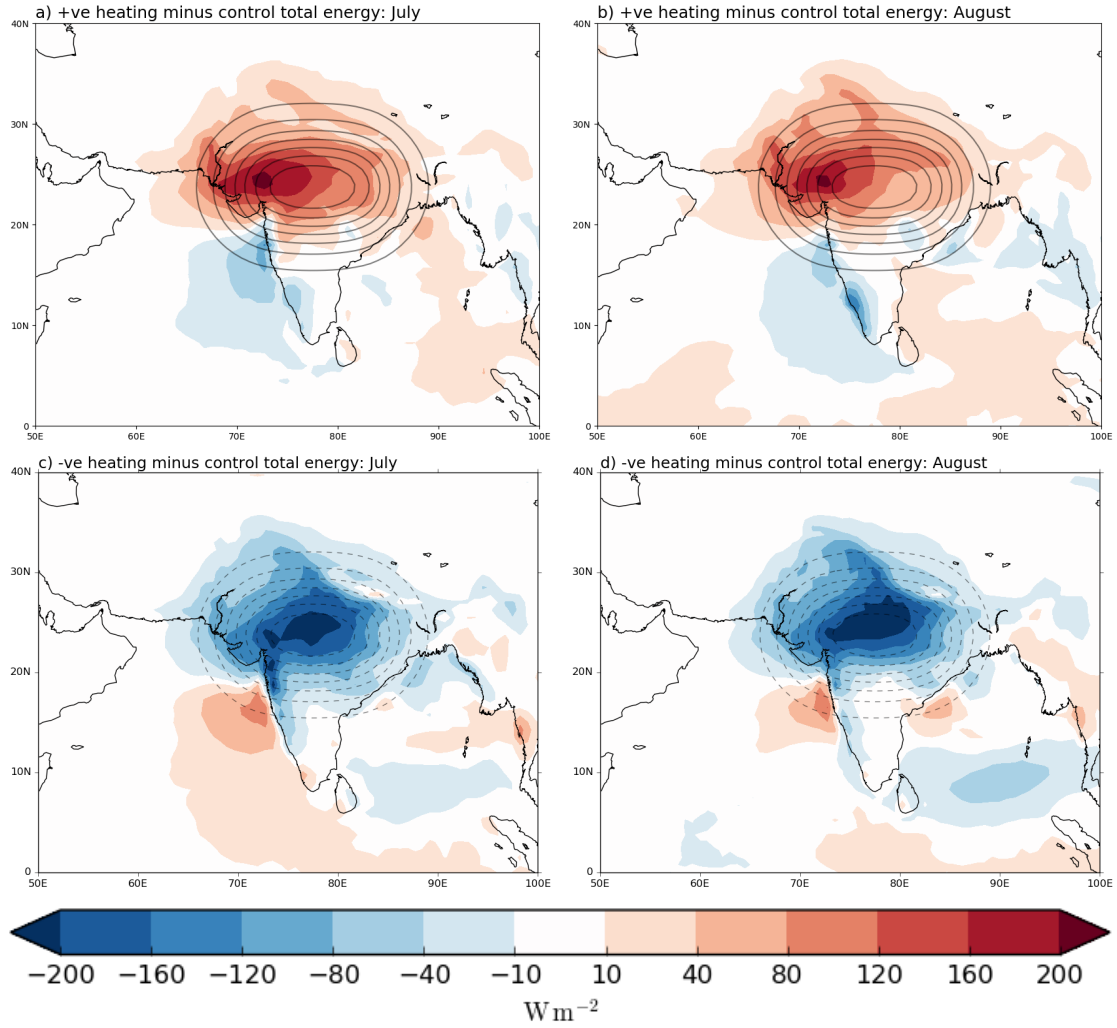 a) +ve heating minus control total energy: July
b) +ve heating minus control total energy: August
40N
30N
20N
10N
0
50E 60E 70E 80E 90E 100E
40N
30N
20N
10N
0
50E 60E 70E 80E 90E 100E
c) -ve heating minus control total energy: July
d) -ve heating minus control total energy: August
40N
30N
20N
10N
0
50E 60E 70E 80E 90E 100E
40N
30N
20N
10N
0
50E 60E 70E 80E 90E 100E
−200 −160 −120 −80 −40 −10 10 40 80 120 160 200
W m⁻²